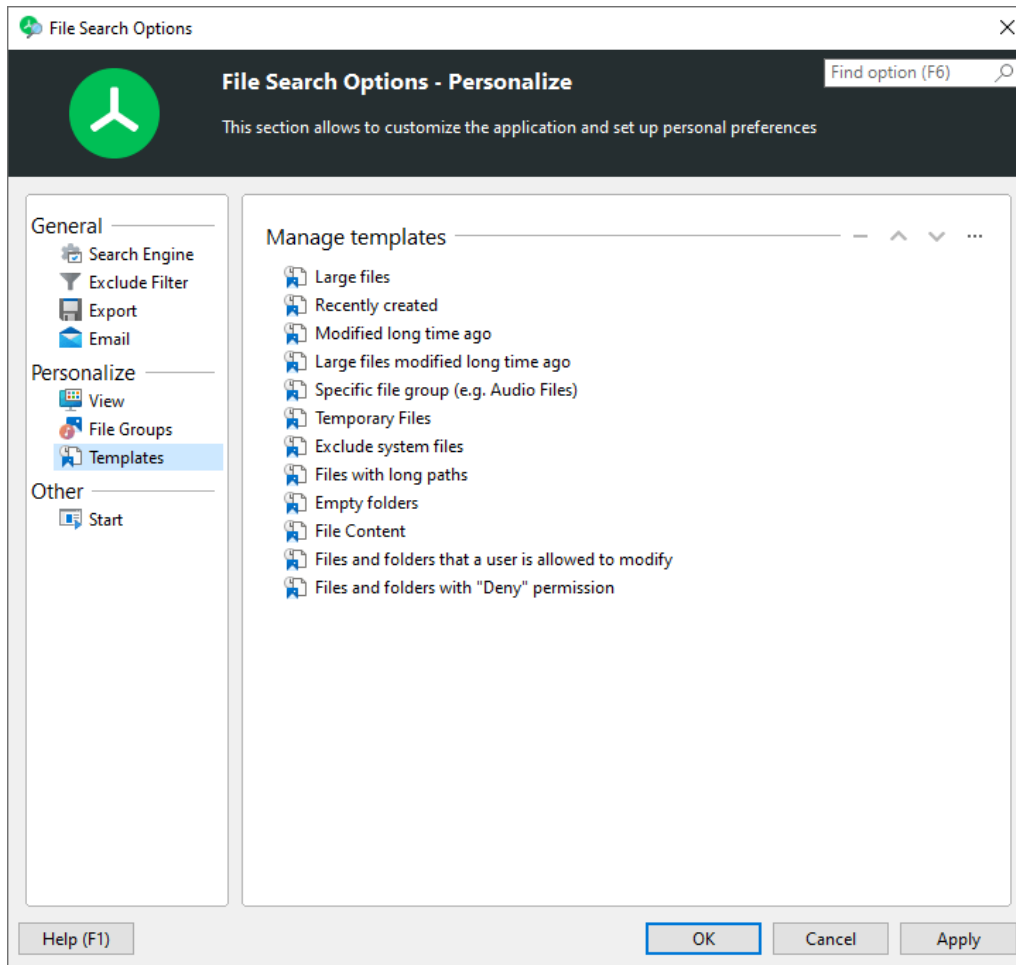 File Search Options
File Search Options - Personalize
Find option (F6)
This section allows to customize the application and set up personal preferences
General
Search Engine
Exclude Filter
Export
Email
Personalize
View
File Groups
Templates
Other
Start
Manage templates
Large files
Recently created
Modified long time ago
Large files modified long time ago
Specific file group (e.g. Audio Files)
Temporary Files
Exclude system files
Files with long paths
Empty folders
File Content
Files and folders that a user is allowed to modify
Files and folders with "Deny" permission
Help (F1)
OK
Cancel
Apply